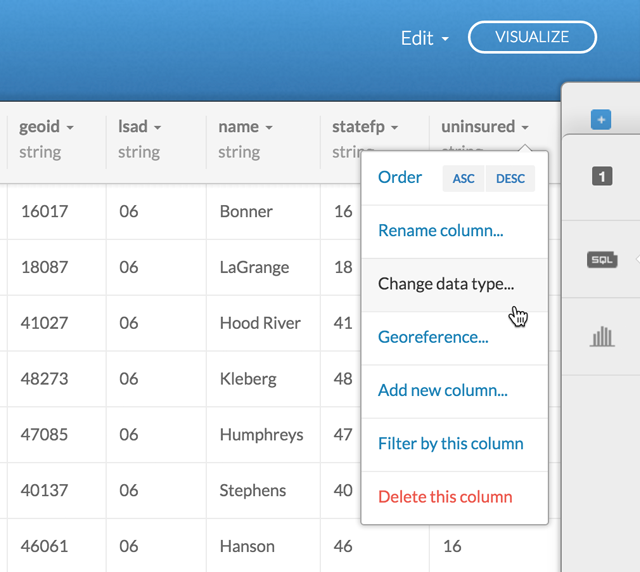 Edit VISUALIZE
geoid lsad name statefp uninsured
string string string string string
Order ASC DESC
Rename column...
Change data type...
Georeference...
Add new column...
Filter by this column
Delete this column
16017 06 Bonner 16
18087 06 LaGrange 18
41027 06 Hood River 41
48273 06 Kleberg 48
47085 06 Humphreys 47
40137 06 Stephens 40
46061 06 Hanson 46 16
+
1
SQL